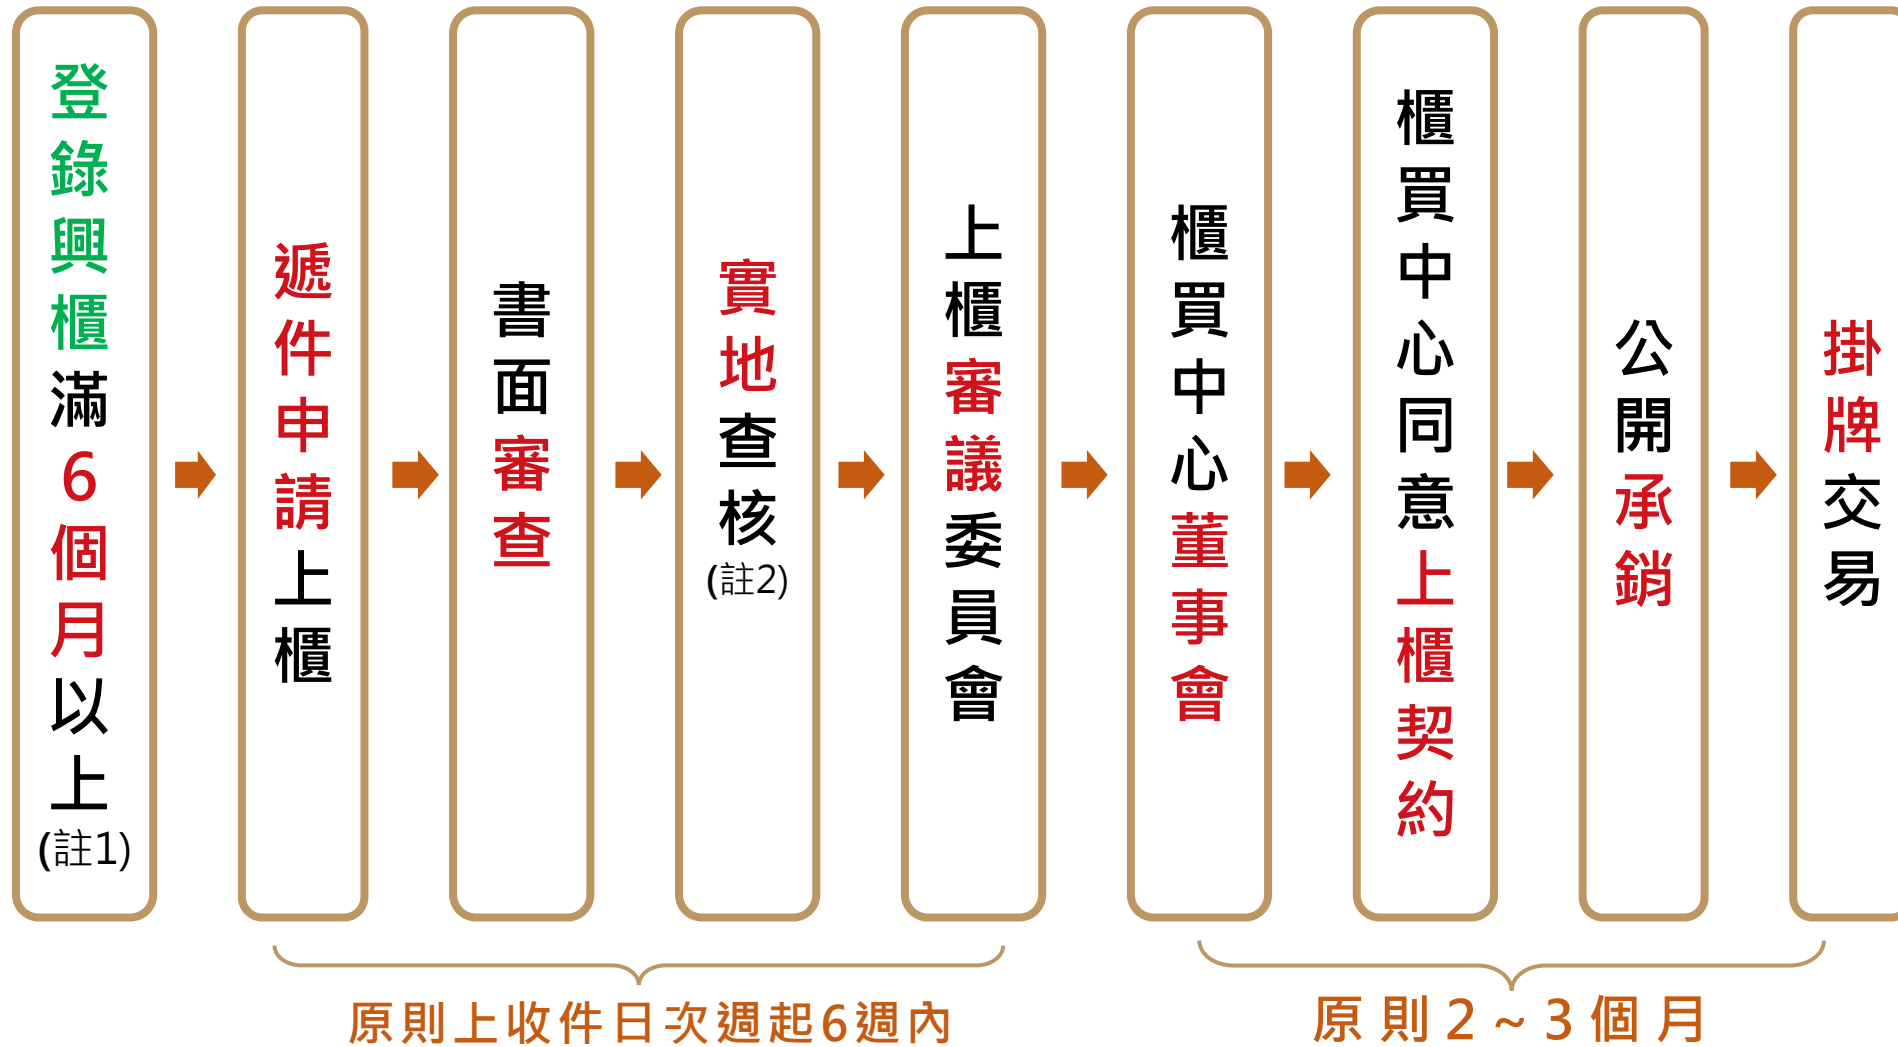 登錄興櫃滿6個月以上
(註1)
遞件申請上櫃
書面審查
實地查核
(註2)
上櫃審議委員會
櫃買中心董事會
櫃買中心同意上櫃契約
公開承銷
掛牌交易
原則上收件日次週起6週內
原則2~3個月